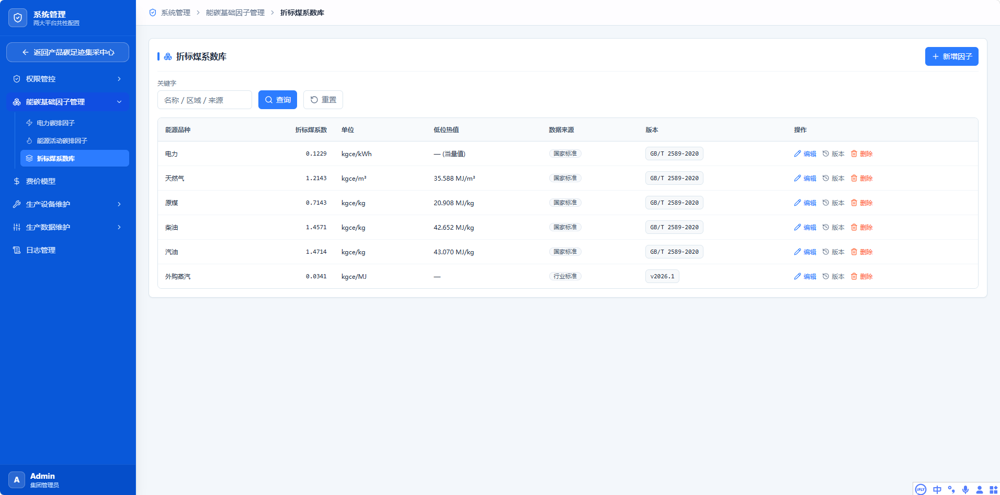 系统管理
两大平台共性配置
返回产品碳足迹集采中心
权限管控
能碳基础因子管理
电力碳排因子
能源活动碳排因子
折标煤系数库
费价模型
生产设备维护
生产数据维护
日志管理
A
Admin
集团管理员
系统管理 > 能碳基础因子管理 > 折标煤系数库
折标煤系数库
新增因子
关键字
名称 / 区域 / 来源
查询
重置
能源品种 折标煤系数 单位 低位热值 数据来源 版本 操作
电力 0.1229 kgce/kWh — (当量值) 国家标准 GB/T 2589-2020 编辑 版本 删除
天然气 1.2143 kgce/m³ 35.588 MJ/m³ 国家标准 GB/T 2589-2020 编辑 版本 删除
原煤 0.7143 kgce/kg 20.908 MJ/kg 国家标准 GB/T 2589-2020 编辑 版本 删除
柴油 1.4571 kgce/kg 42.652 MJ/kg 国家标准 GB/T 2589-2020 编辑 版本 删除
汽油 1.4714 kgce/kg 43.070 MJ/kg 国家标准 GB/T 2589-2020 编辑 版本 删除
外购蒸汽 0.0341 kgce/MJ — 行业标准 v2026.1 编辑 版本 删除
iFLY 中